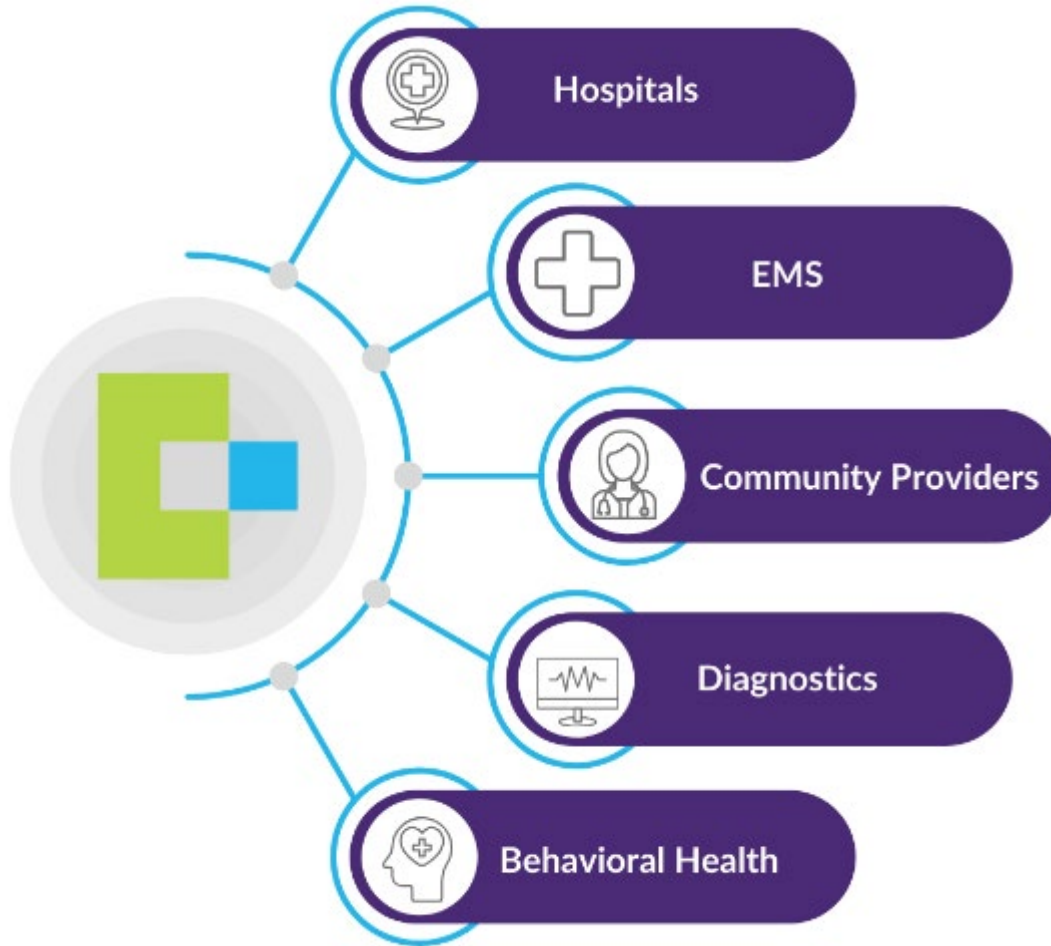 Hospitals
EMS
Community Providers
Diagnostics
Behavioral Health